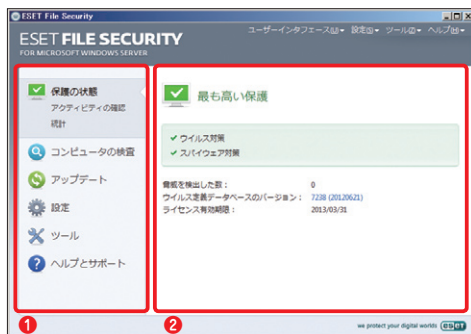 ESET File Security
ESET FILE SECURITY
FOR MICROSOFT WINDOWS SERVER
ユーザーインタフェース(U)▾ 設定(S)▾ ツール(O)▾ ヘルプ(H)▾
保護の状態
アクティビティの確認
統計
コンピュータの検査
アップデート
設定
ツール
ヘルプとサポート
最も高い保護
ウイルス対策
スパイウェア対策
脅威を検出した数： 0
ウイルス定義データベースのバージョン： 7238 (20120621)
ライセンス有効期限： 2013/03/31
1
2
we protect your digital worlds eset